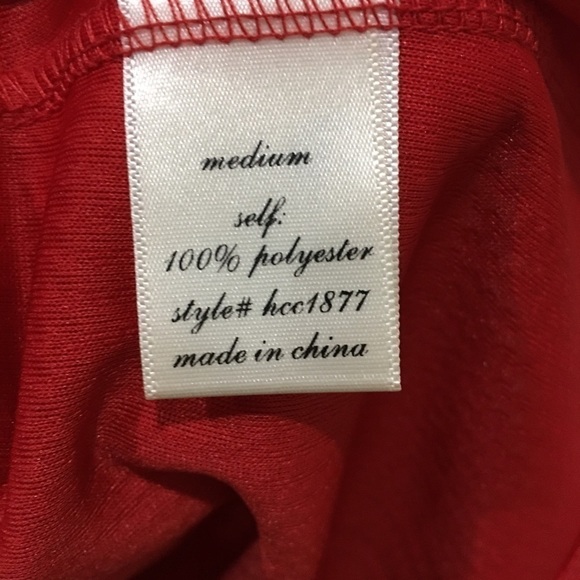 medium
self:
100% polyester
style# hcc1877
made in china